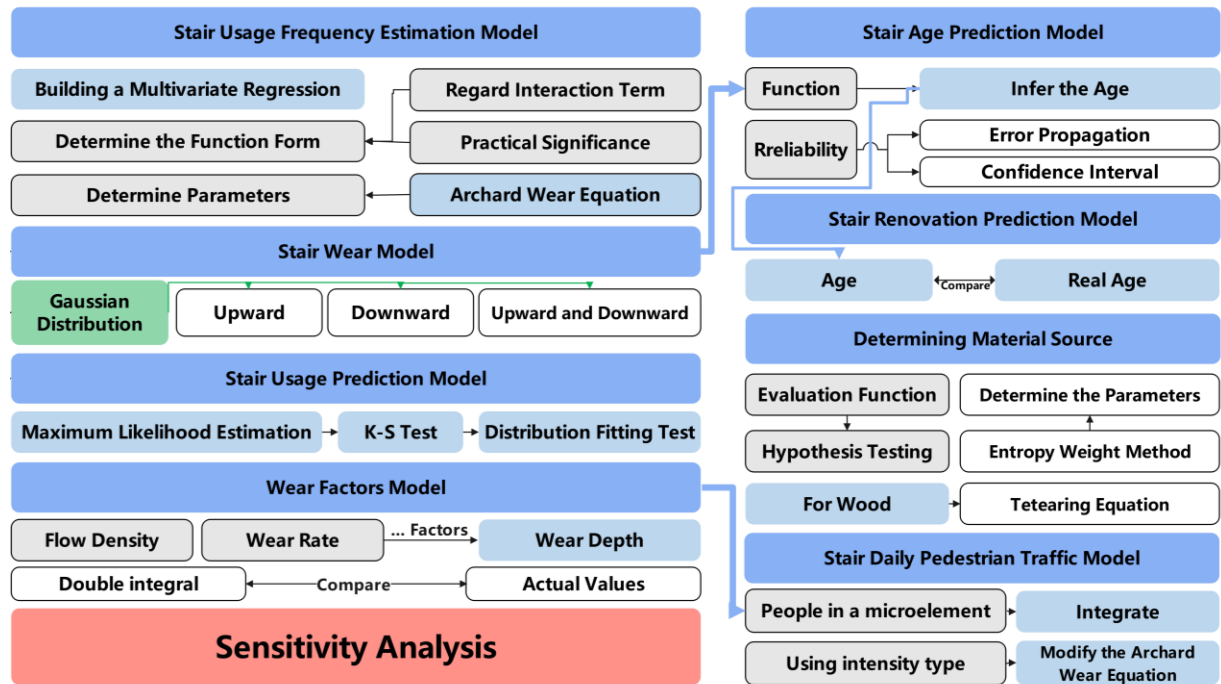 Stair Usage Frequency Estimation Model
Building a Multivariate Regression
Regard Interaction Term
Determine the Function Form
Practical Significance
Determine Parameters
Archard Wear Equation
Stair Wear Model
Gaussian
Distribution
Upward
Downward
Upward and Downward
Stair Usage Prediction Model
Maximum Likelihood Estimation
K-S Test
Distribution Fitting Test
Wear Factors Model
Flow Density
Wear Rate
... Factors
Wear Depth
Double integral
Compare
Actual Values
Sensitivity Analysis
Stair Age Prediction Model
Function
Infer the Age
Rreliability
Error Propagation
Confidence Interval
Stair Renovation Prediction Model
Age
Compare
Real Age
Determining Material Source
Evaluation Function
Determine the Parameters
Hypothesis Testing
Entropy Weight Method
For Wood
Tetearing Equation
Stair Daily Pedestrian Traffic Model
People in a microelement
Integrate
Using intensity type
Modify the Archard
Wear Equation